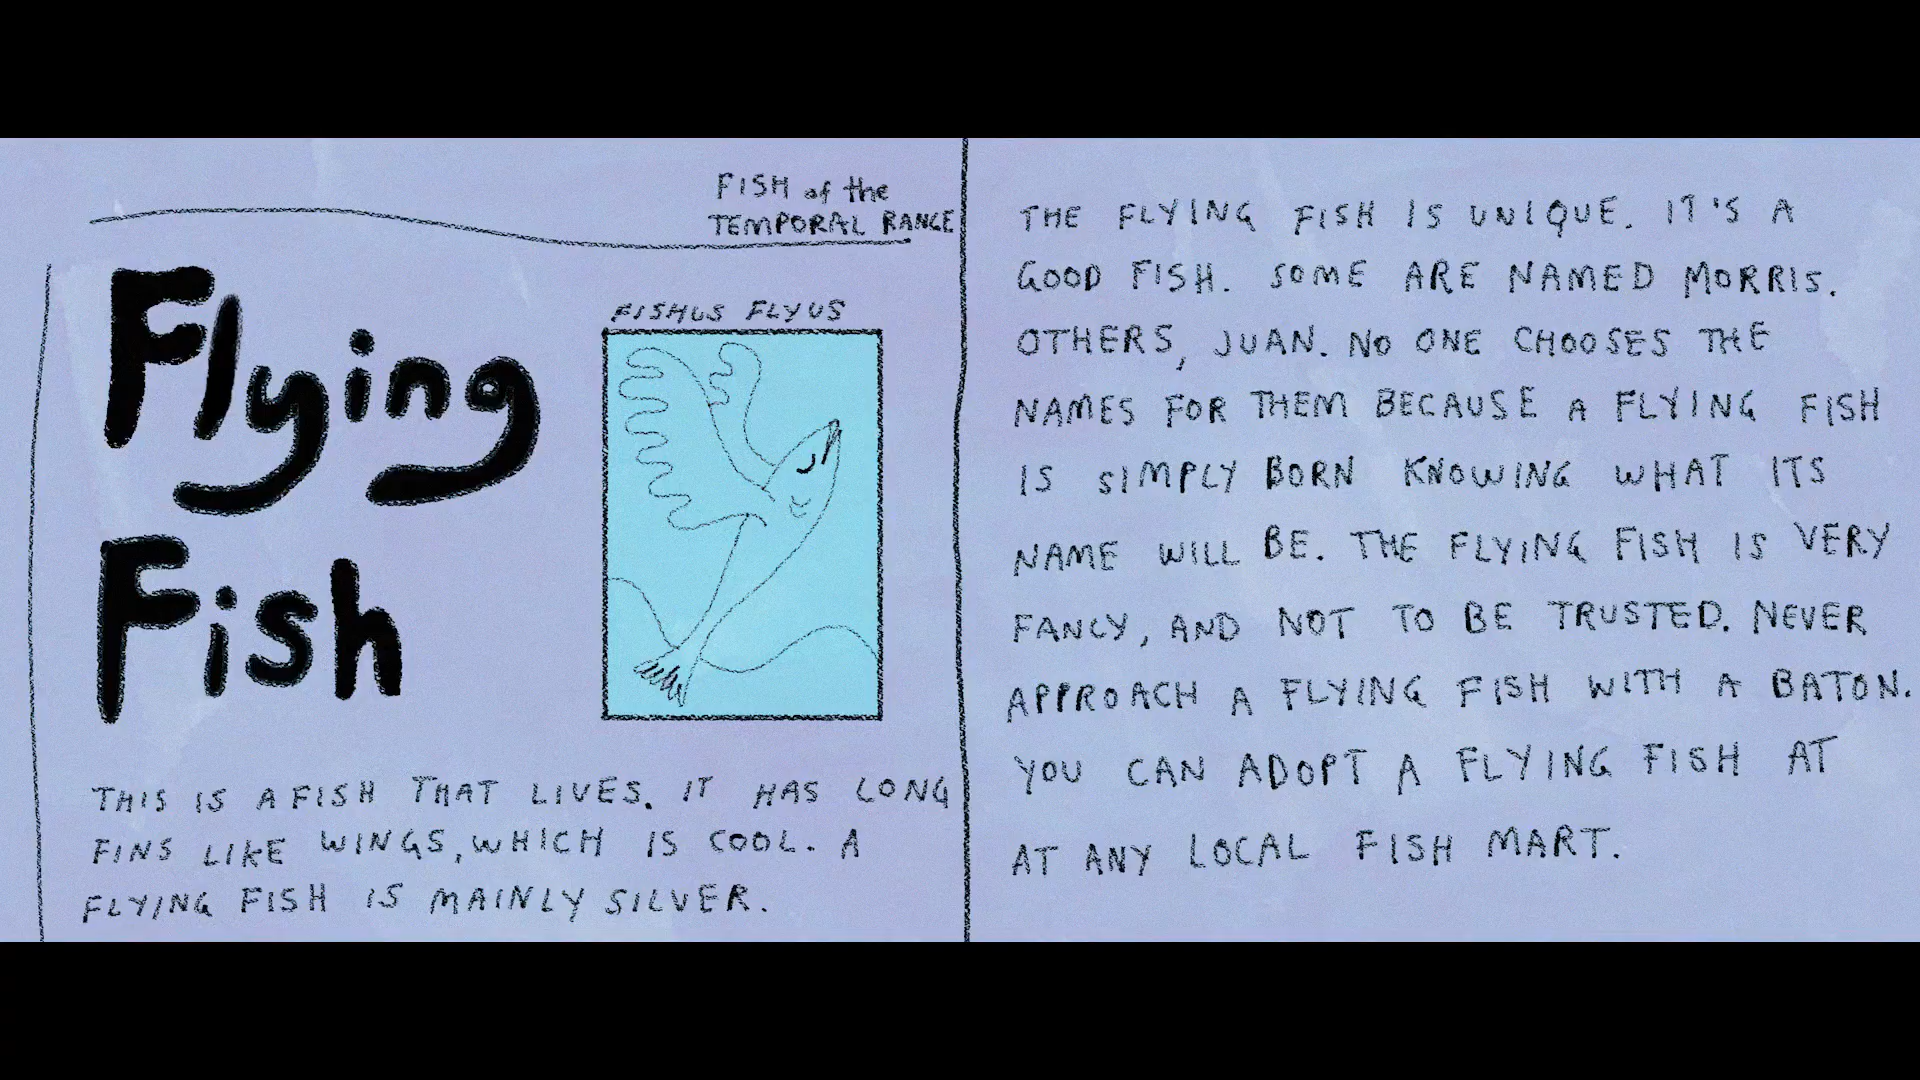 FISH of the
TEMPORAL RANGE
Flying
Fish
FISHUS FLYUS
THIS IS A FISH THAT LIVES. IT HAS LONG
FINS LIKE WINGS, WHICH IS COOL. A
FLYING FISH IS MAINLY SILVER.
THE FLYING FISH IS UNIQUE. IT'S A
GOOD FISH. SOME ARE NAMED MORRIS.
OTHERS, JUAN. NO ONE CHOOSES THE
NAMES FOR THEM BECAUSE A FLYING FISH
IS SIMPLY BORN KNOWING WHAT ITS
NAME WILL BE. THE FLYING FISH IS VERY
FANCY, AND NOT TO BE TRUSTED. NEVER
APPROACH A FLYING FISH WITH A BATON.
YOU CAN ADOPT A FLYING FISH AT
AT ANY LOCAL FISH MART.